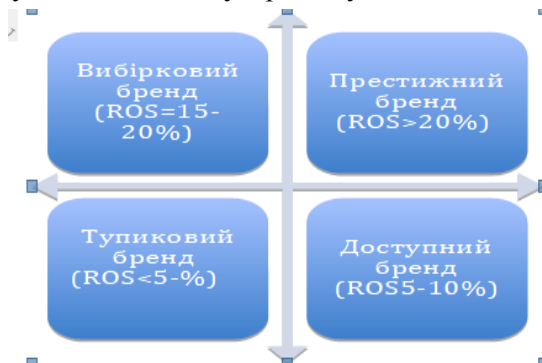 Вибірковий
бренд
(ROS=15-
20%)
Престижний
бренд
(ROS>20%)
Тупиковий
бренд
(ROS<5-%)
Доступний
бренд
(ROS5-10%)